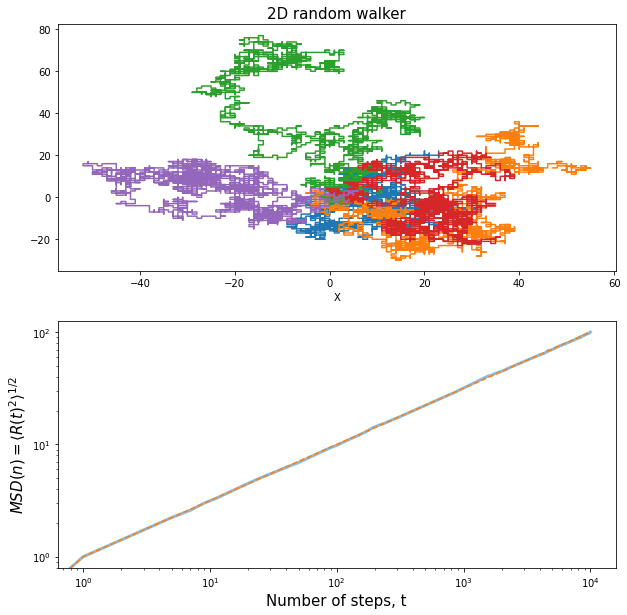 2D random walker
80
60
40
20
0
−20
−40 −20 0 20 40 60
X
10²
10¹
10⁰
MSD(n) = ⟨R(t)²⟩^{1/2}
10⁰ 10¹ 10² 10³ 10⁴
Number of steps, t